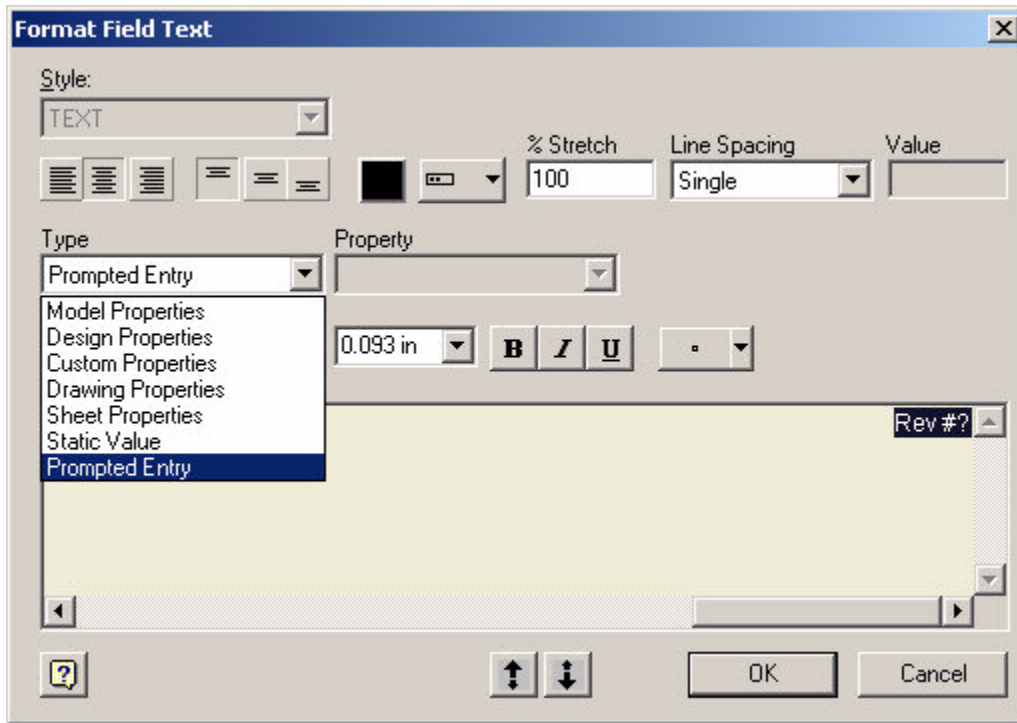 Format Field Text
Style:
TEXT
% Stretch Line Spacing Value
100 Single
Type Property
Prompted Entry
Model Properties
Design Properties
Custom Properties
Drawing Properties
Sheet Properties
Static Value
Prompted Entry
0.093 in B I U
Rev #?
? OK Cancel